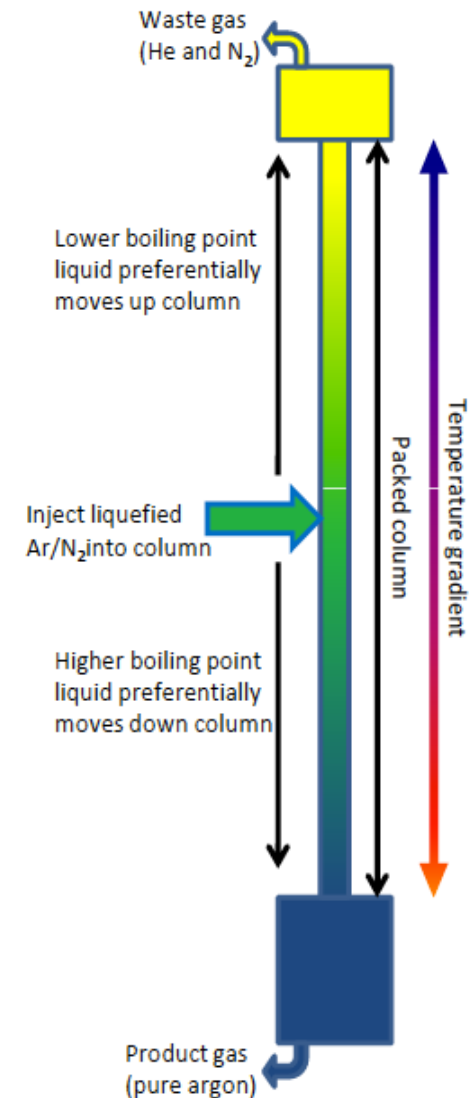 Waste gas
(He and N₂)
Lower boiling point
liquid preferentially
moves up column
Inject liquefied
Ar/N₂into column
Higher boiling point
liquid preferentially
moves down column
Packed column
Temperature gradient
Product gas
(pure argon)